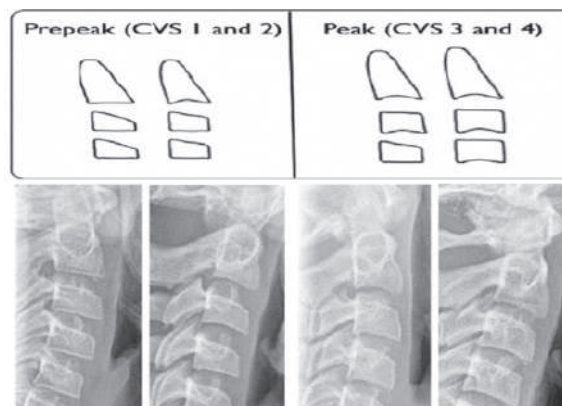 Prepeak (CVS 1 and 2)
Peak (CVS 3 and 4)